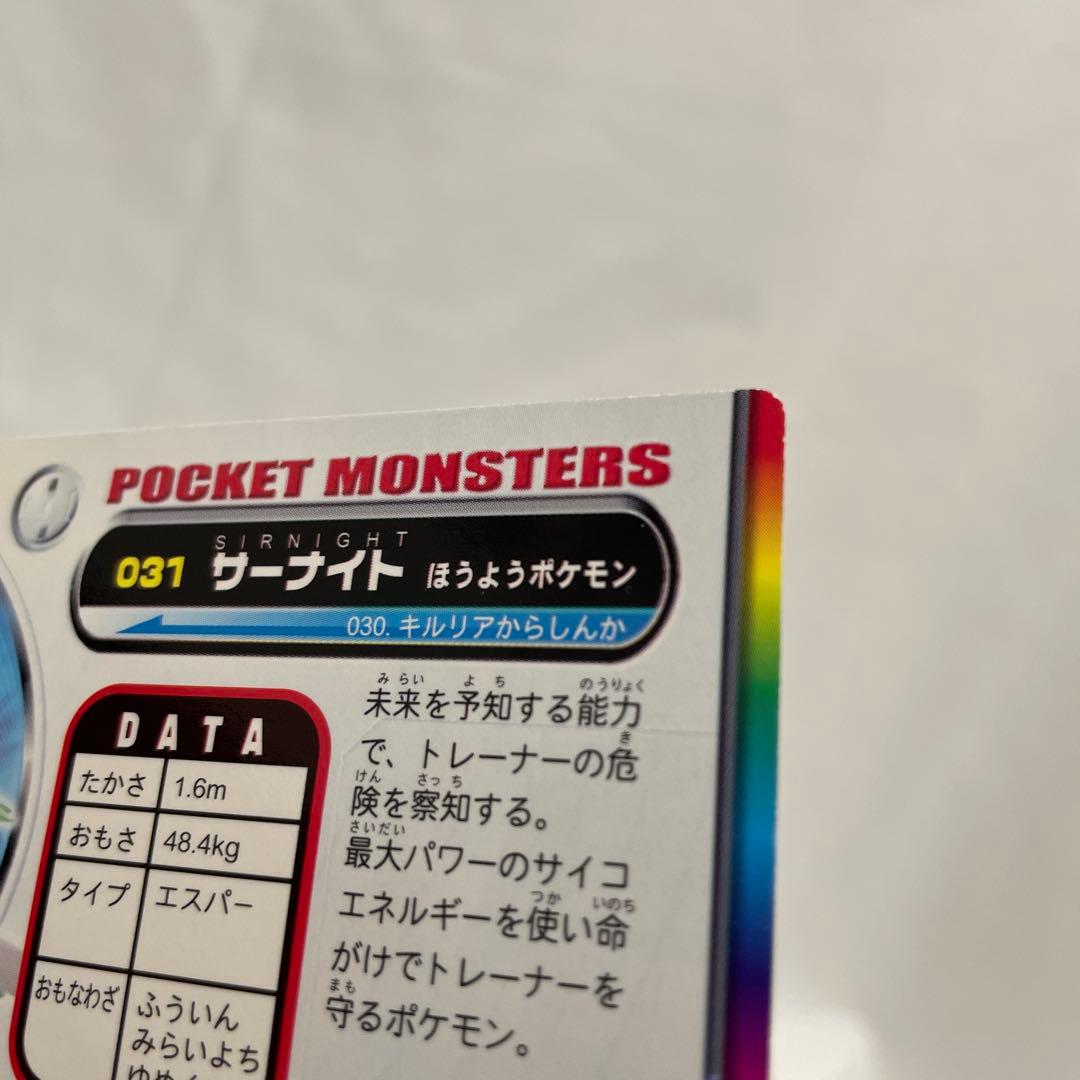 POCKET MONSTERS
SIRNIGHT
031 サーナイト ほうようポケモン
030. キルリアからしんか
DATA
たかさ 1.6m
おもさ 48.4kg
タイプ エスパー
おもなわざ ふういん
みらいよち
みらい よち のうりょく
未来を予知する能力
き
で、トレーナーの危
けん さっち
険を察知する。
さいだい
最大パワーのサイコ
つか いのち
エネルギーを使い命
がけでトレーナーを
まも
守るポケモン。